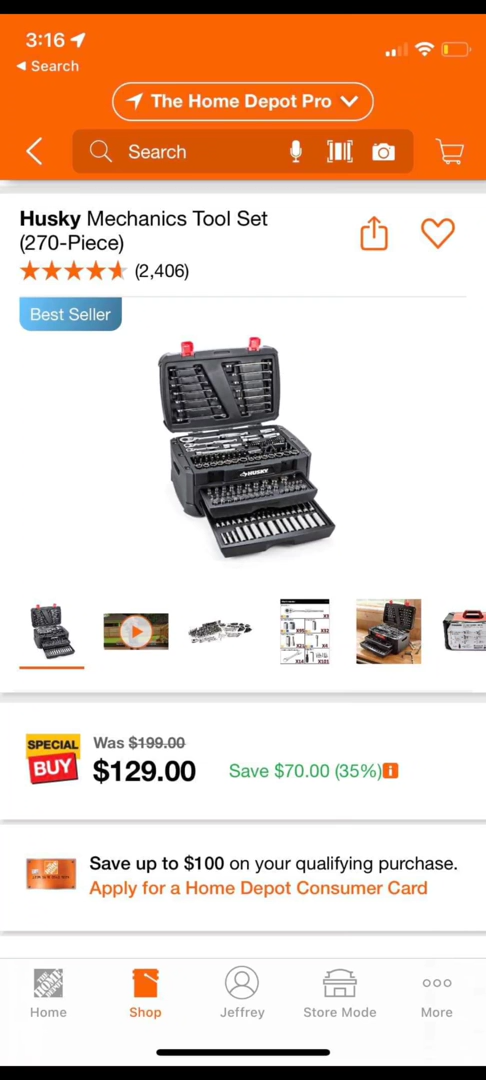 3:16
Search
The Home Depot Pro
Search
Husky Mechanics Tool Set
(270-Piece)
(2,406)
Best Seller
HUSKY
SPECIAL
BUY
Was $199.00
$129.00
Save $70.00 (35%)
Save up to $100 on your qualifying purchase.
Apply for a Home Depot Consumer Card
Home
Shop
Jeffrey
Store Mode
More